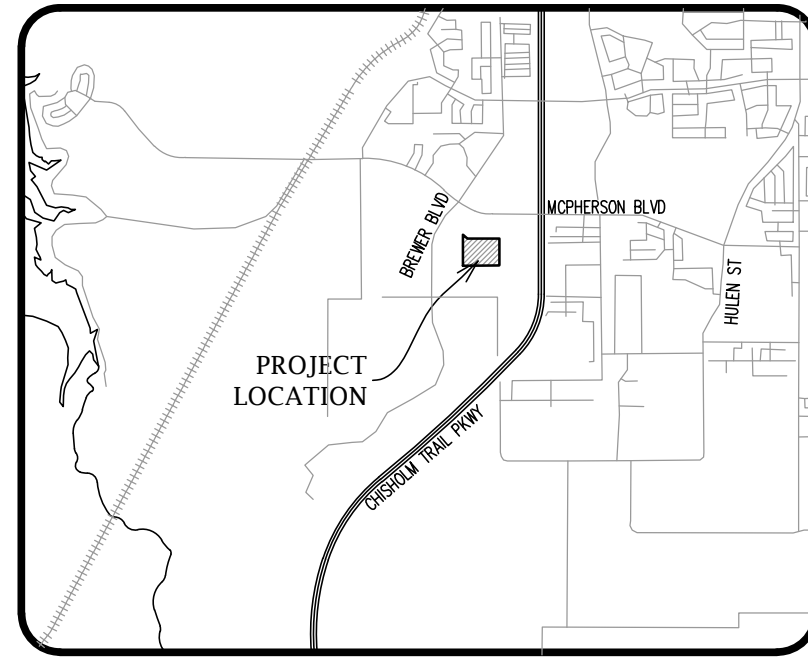 MCPHERSON BLVD
BREWER BLVD
HULEN ST
PROJECT
LOCATION
CHISHOLM TRAIL PKWY